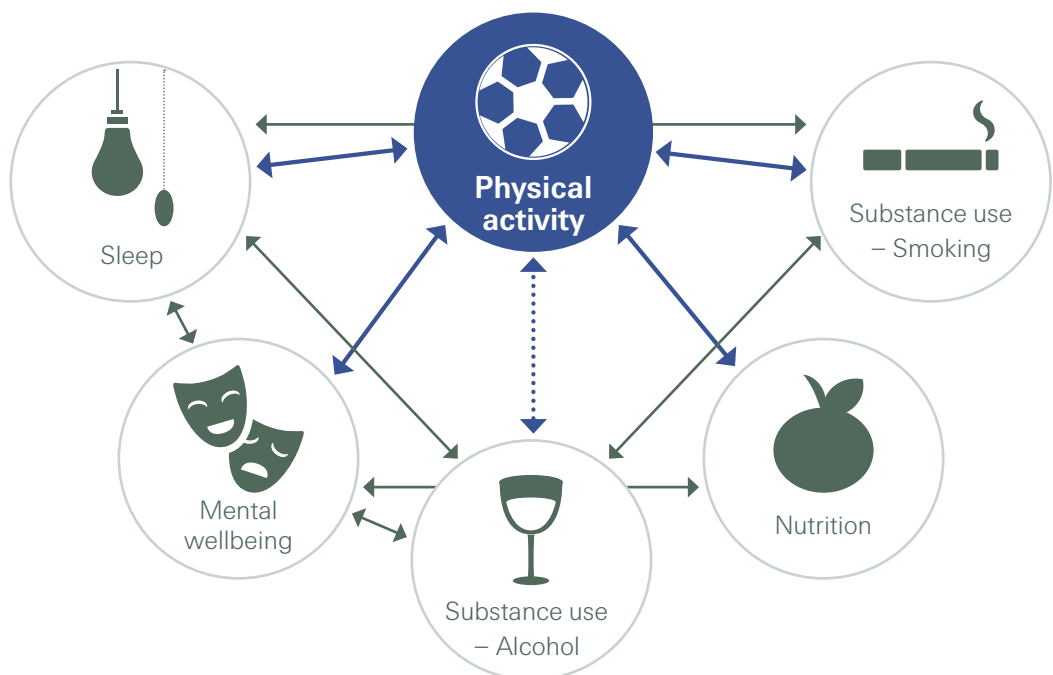 Physical
activity
Sleep
Substance use
– Smoking
Mental
wellbeing
Nutrition
Substance use
– Alcohol